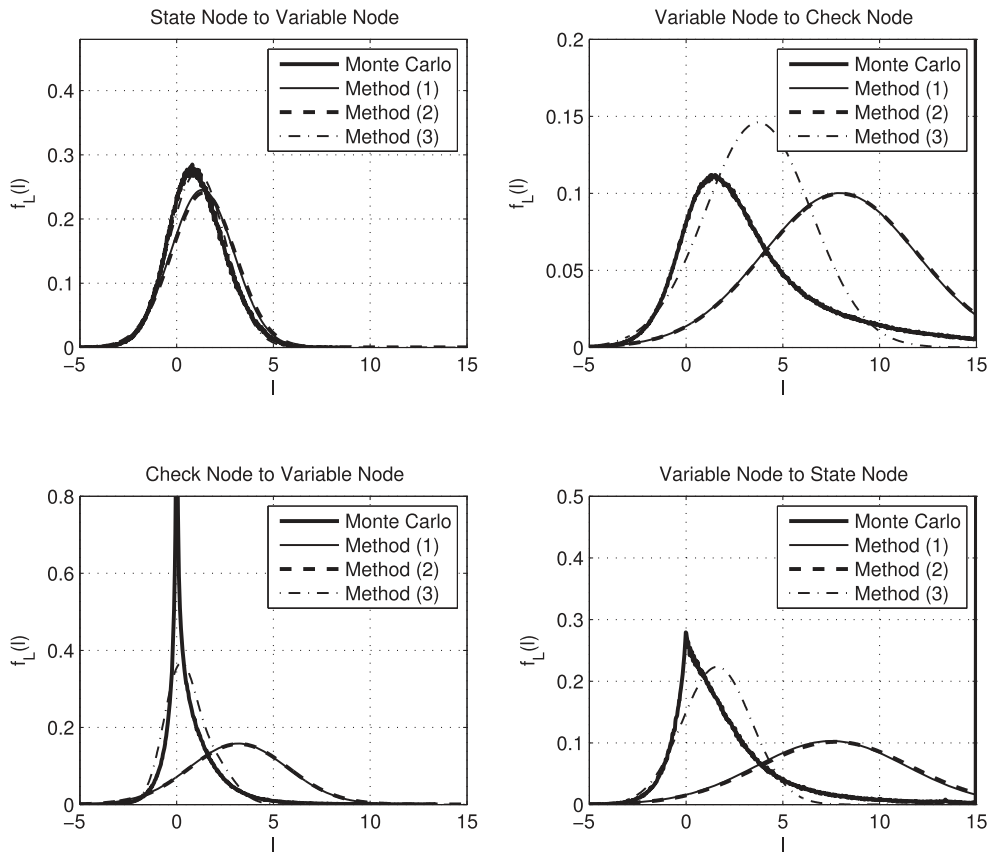 State Node to Variable Node
0.4
0.3
0.2
0.1
0
f_L(l)
−5
0
5
10
15
l
Monte Carlo
Method (1)
Method (2)
Method (3)
Variable Node to Check Node
0.2
0.15
0.1
0.05
0
f_L(l)
−5
0
5
10
15
l
Monte Carlo
Method (1)
Method (2)
Method (3)
Check Node to Variable Node
0.8
0.6
0.4
0.2
0
f_L(l)
−5
0
5
10
15
l
Monte Carlo
Method (1)
Method (2)
Method (3)
Variable Node to State Node
0.5
0.4
0.3
0.2
0.1
0
f_L(l)
−5
0
5
10
15
l
Monte Carlo
Method (1)
Method (2)
Method (3)